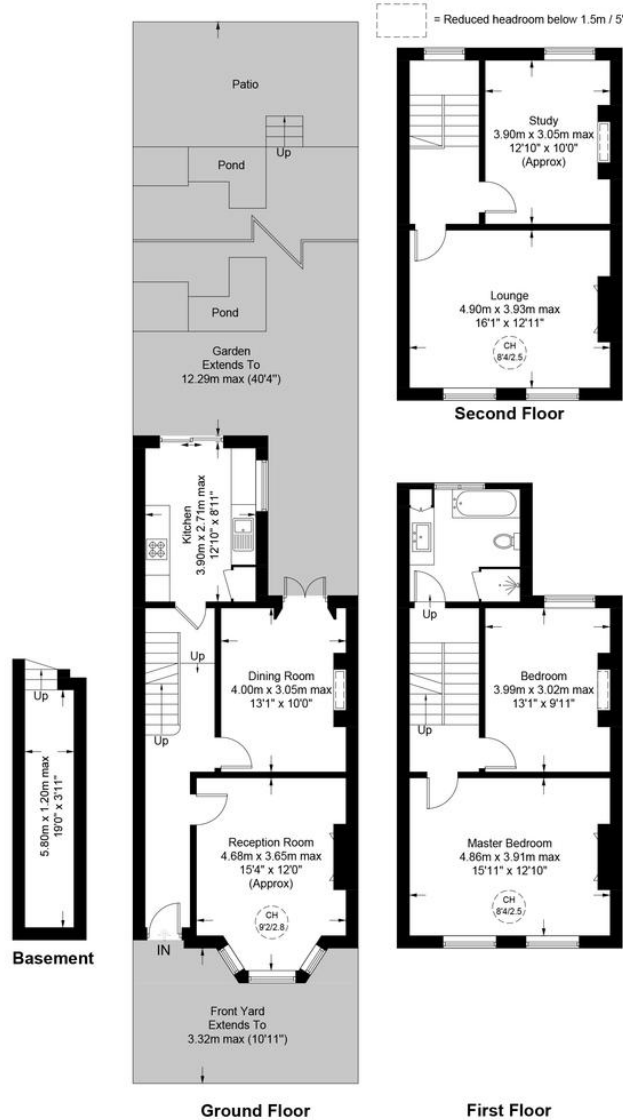 = Reduced headroom below 1.5m / 5'
Patio
Up
Pond
Pond
Garden
Extends To
12.29m max (40'4")
Study
3.90m x 3.05m max
12'10" x 10'0"
(Approx)
Lounge
4.90m x 3.93m max
16'1" x 12'11"
CH
8'4/2.5
Second Floor
Kitchen
3.90m x 2.71m max
12'10" x 8'11"
Up
Up
Dining Room
4.00m x 3.05m max
13'1" x 10'0"
Reception Room
4.68m x 3.65m max
15'4" x 12'0"
(Approx)
CH
9'2/2.8
IN
Front Yard
Extends To
3.32m max (10'11")
Ground Floor
Up
5.80m x 1.20m max
19'0" x 3'11"
Basement
Up
Up
Bedroom
3.99m x 3.02m max
13'1" x 9'11"
Master Bedroom
4.86m x 3.91m max
15'11" x 12'10"
CH
8'4/2.5
First Floor